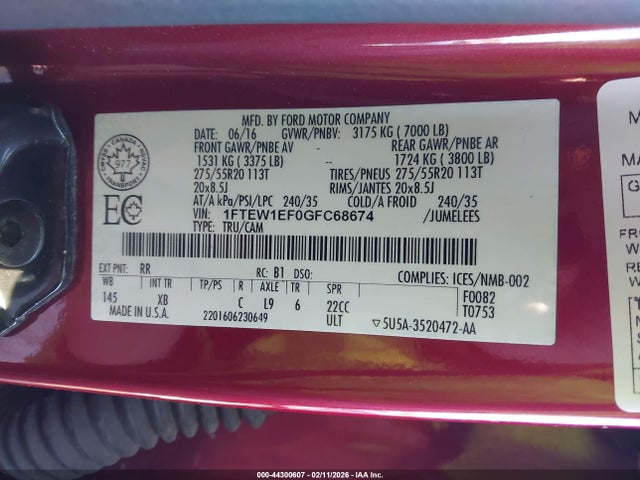 MFD. BY FORD MOTOR COMPANY
DATE: 06/16 GVWR/PNBV: 3175 KG ( 7000 LB)
FRONT GAWR/PNBE AV REAR GAWR/PNBE AR
1531 KG ( 3375 LB) -- 1724 KG ( 3800 LB)
275/55R20 113T TIRES/PNEUS 275/55R20 113T
20x8.5J RIMS/JANTES 20x8.5J
AT/A kPa/PSI/LPC 240/35 COLD/A FROID 240/35
VIN: 1FTEW1EF0GFC68674 /JUMELEES
TYPE: TRU/CAM
CANADA
977
TRANSPORT
EC
EXT PNT: RR RC: B1 DSO: COMPLIES: ICES/NMB-002
WB INT TR TP/PS R AXLE TR SPR F0082
145 XB C L9 6 22CC T0753
MADE IN U.S.A. 2201606230649 ULT 5U5A-3520472-AA
000-44300607 - 02/11/2026 - IAA Inc.